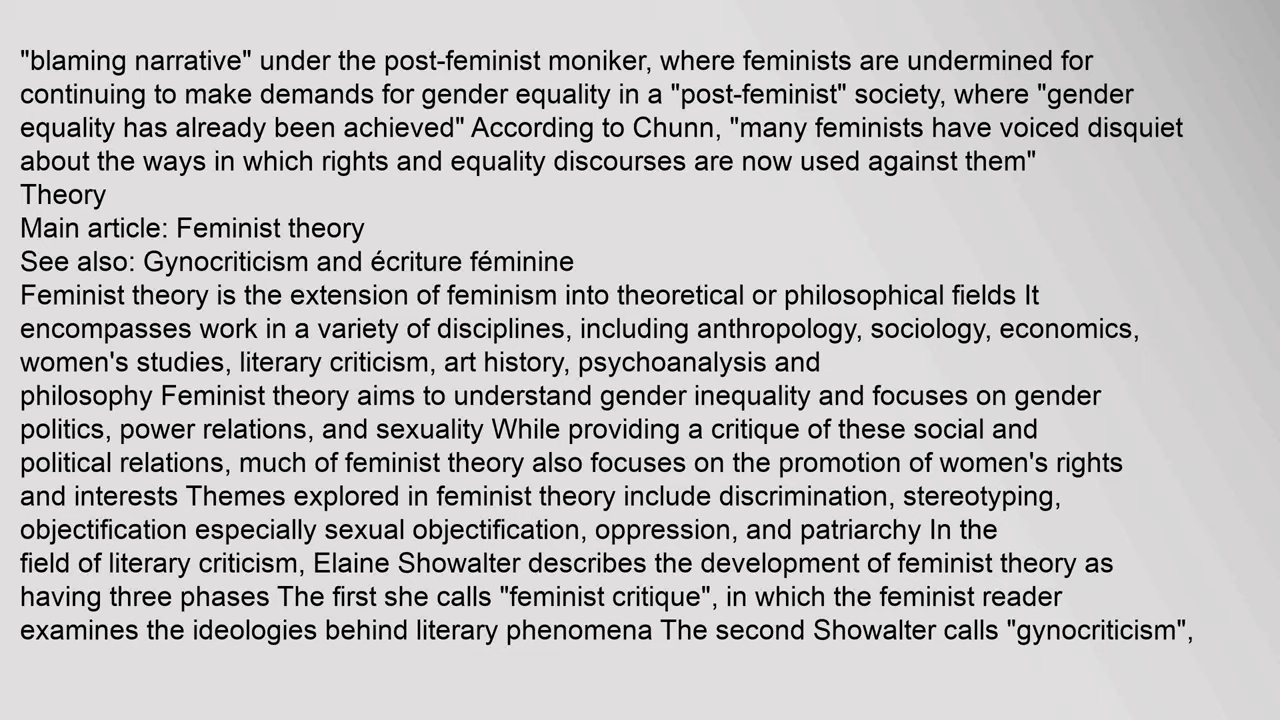 "blaming narrative" under the post-feminist moniker, where feminists are undermined for
continuing to make demands for gender equality in a "post-feminist" society, where "gender
equality has already been achieved" According to Chunn, "many feminists have voiced disquiet
about the ways in which rights and equality discourses are now used against them"
Theory
Main article: Feminist theory
See also: Gynocriticism and écriture féminine
Feminist theory is the extension of feminism into theoretical or philosophical fields It
encompasses work in a variety of disciplines, including anthropology, sociology, economics,
women's studies, literary criticism, art history, psychoanalysis and
philosophy Feminist theory aims to understand gender inequality and focuses on gender
politics, power relations, and sexuality While providing a critique of these social and
political relations, much of feminist theory also focuses on the promotion of women's rights
and interests Themes explored in feminist theory include discrimination, stereotyping,
objectification especially sexual objectification, oppression, and patriarchy In the
field of literary criticism, Elaine Showalter describes the development of feminist theory as
having three phases The first she calls "feminist critique", in which the feminist reader
examines the ideologies behind literary phenomena The second Showalter calls "gynocriticism",